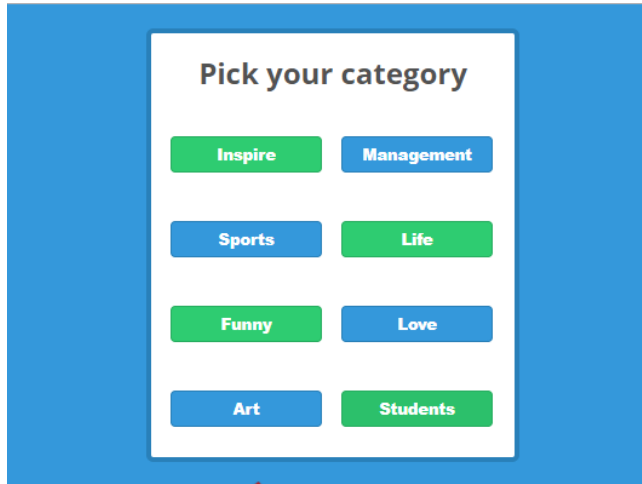 Pick your category
Inspire Management
Sports Life
Funny Love
Art Students